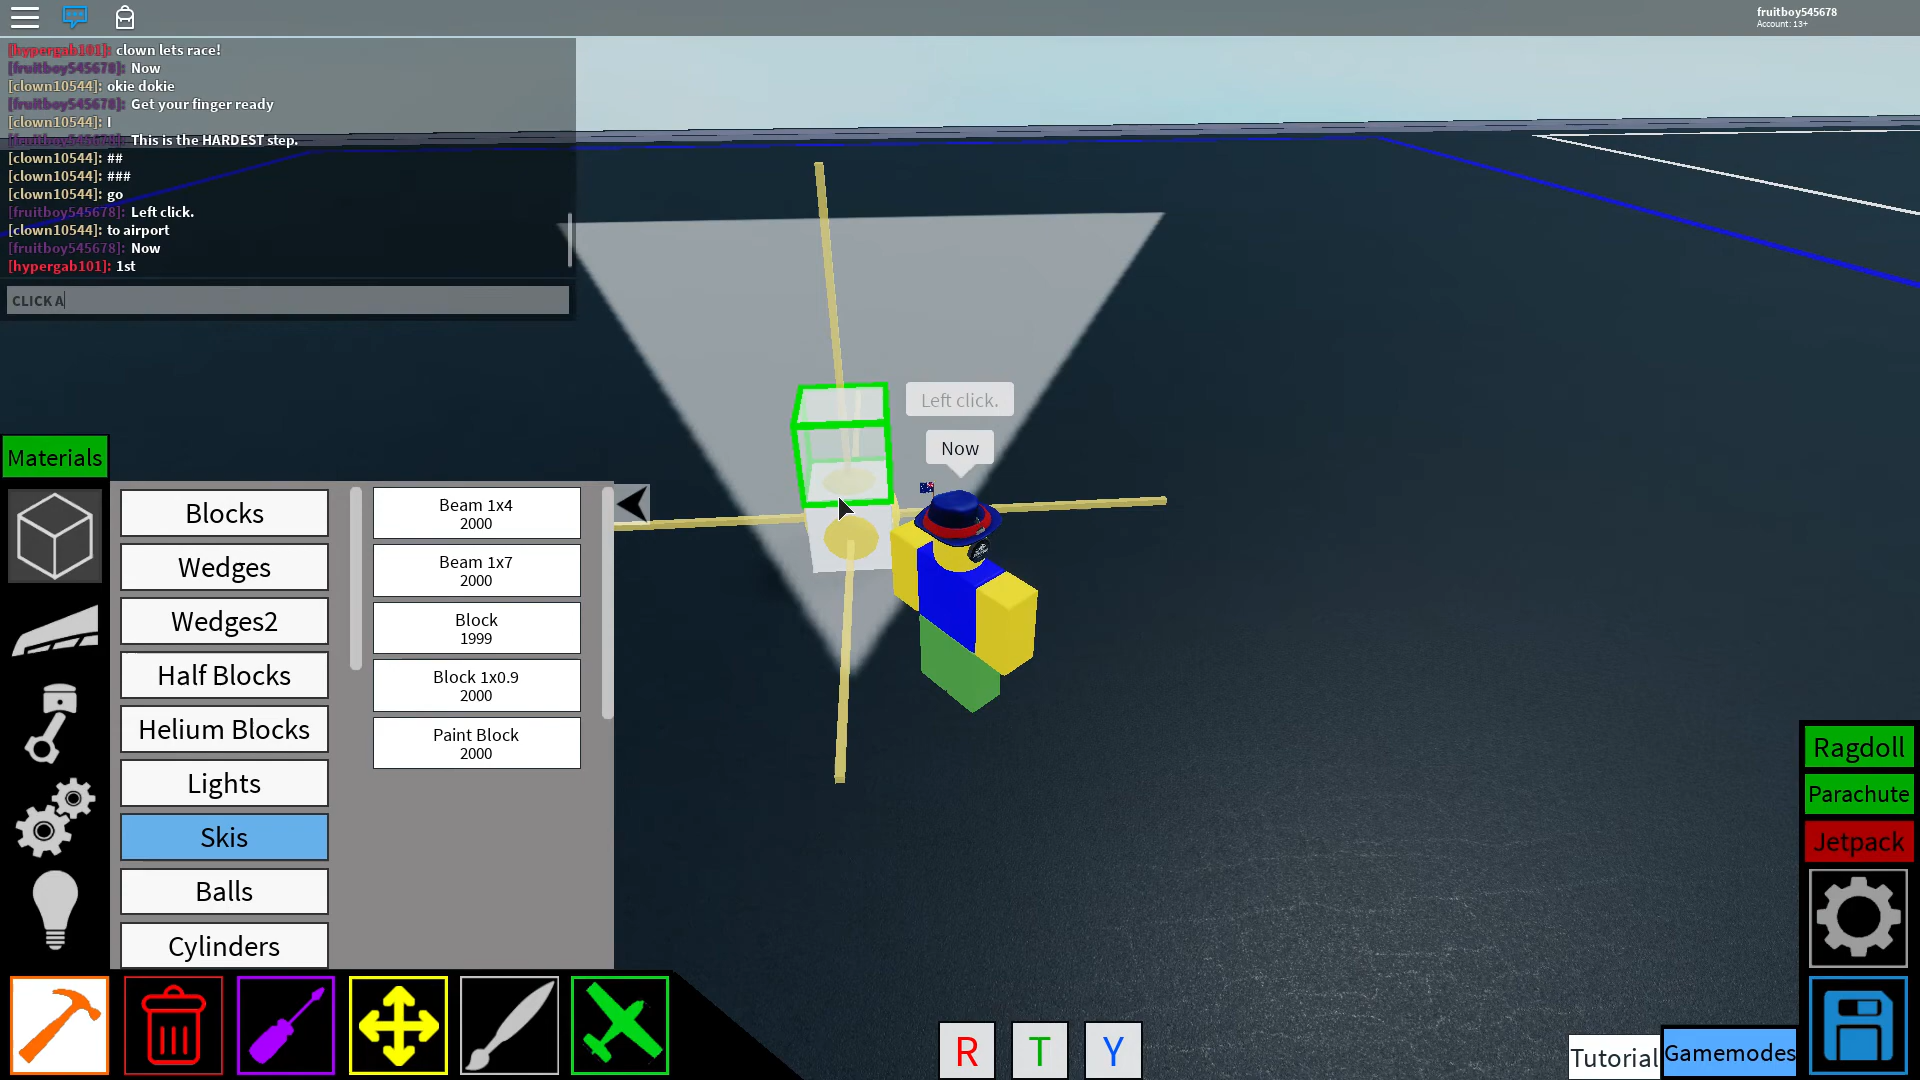 fruitboy545678
Account: 13+
[hypergab101]: clown lets race!
[fruitboy545678]: Now
[clown10544]: okie dokie
[fruitboy545678]: Get your finger ready
[clown10544]: I
[fruitboy545678]: This is the HARDEST step.
[clown10544]: ##
[clown10544]: ###
[clown10544]: go
[fruitboy545678]: Left click.
[clown10544]: to airport
[fruitboy545678]: Now
[hypergab101]: 1st
CLICK A
Left click.
Now
Materials
Blocks
Wedges
Wedges2
Half Blocks
Helium Blocks
Lights
Skis
Balls
Cylinders
Beam 1x4
2000
Beam 1x7
2000
Block
1999
Block 1x0.9
2000
Paint Block
2000
Ragdoll
Parachute
Jetpack
R T Y
Tutorial
Gamemodes